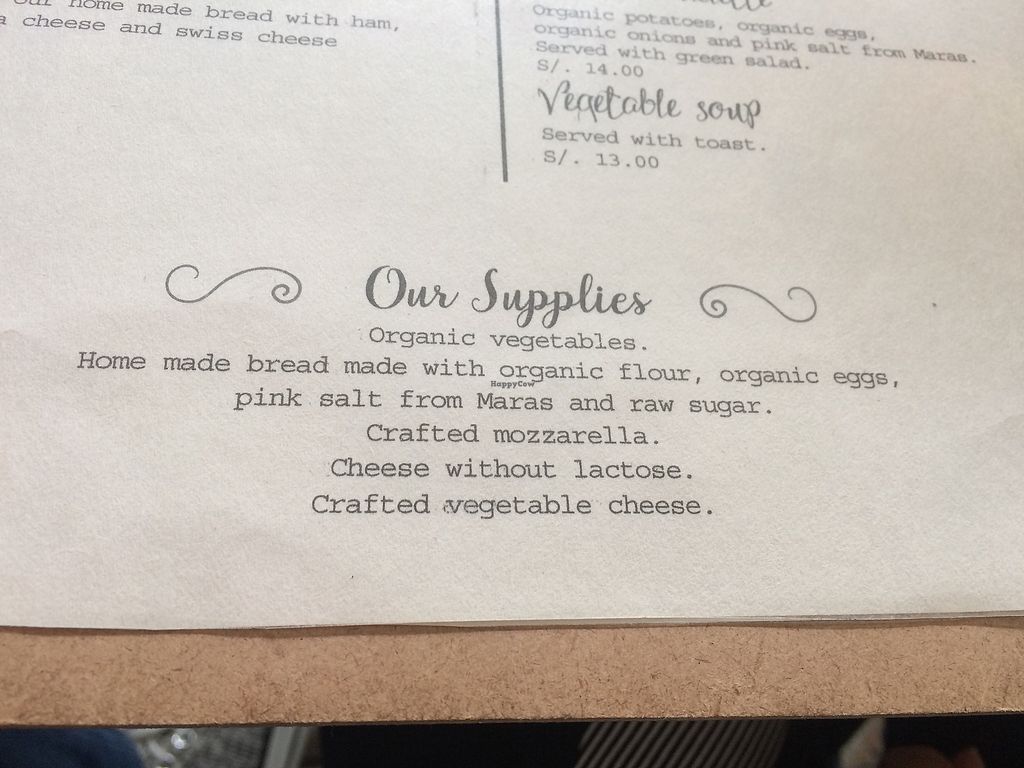 home made bread with ham,
cheese and swiss cheese
Organic potatoes, organic eggs,
organic onions and pink salt from Maras.
Served with green salad.
S/. 14.00
Vegetable soup
Served with toast.
S/. 13.00
Our Supplies
Organic vegetables.
Home made bread made with organic flour, organic eggs,
HappyCow
pink salt from Maras and raw sugar.
Crafted mozzarella.
Cheese without lactose.
Crafted vegetable cheese.